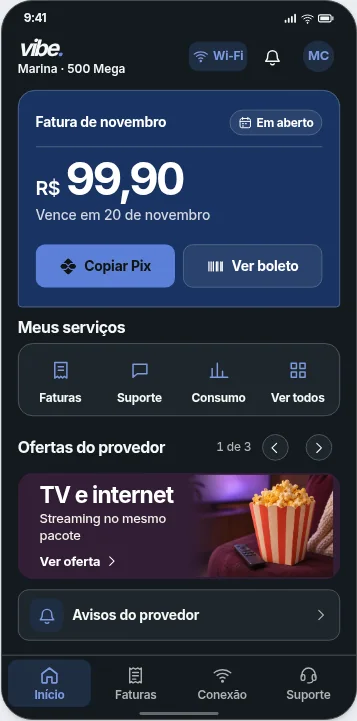 9:41
vibe.
Wi-Fi
MC
Marina · 500 Mega
Fatura de novembro
Em aberto
R$ 99,90
Vence em 20 de novembro
Copiar Pix
Ver boleto
Meus serviços
Faturas
Suporte
Consumo
Ver todos
Ofertas do provedor
1 de 3
TV e internet
Streaming no mesmo
pacote
Ver oferta
Avisos do provedor
Início
Faturas
Conexão
Suporte